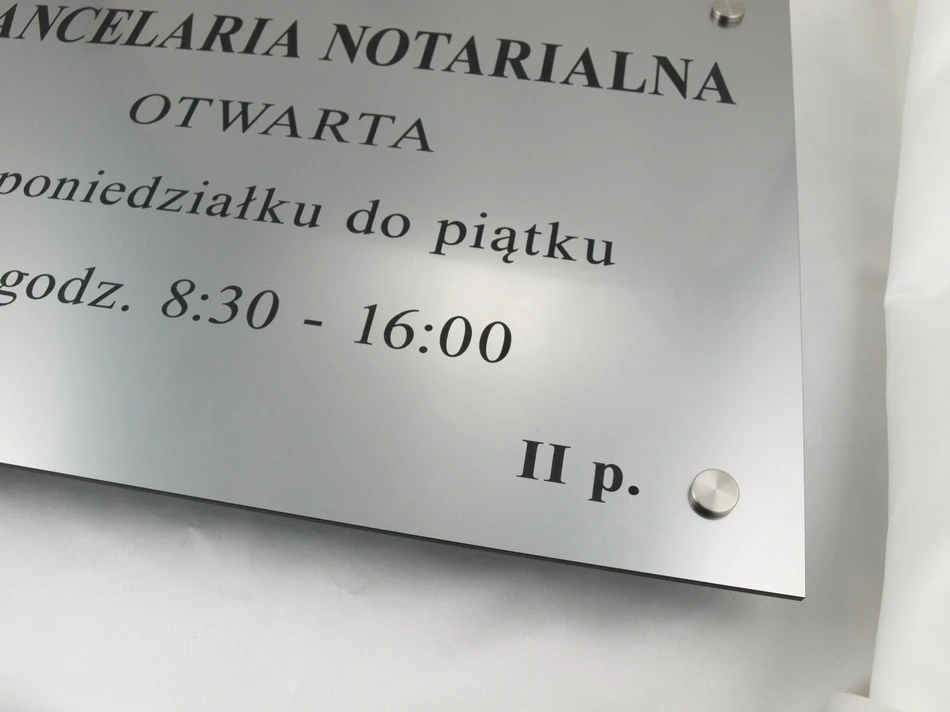 ANCELARIA NOTARIALNA
OTWARTA
poniedziałku do piątku
godz. 8:30 - 16:00
II p.